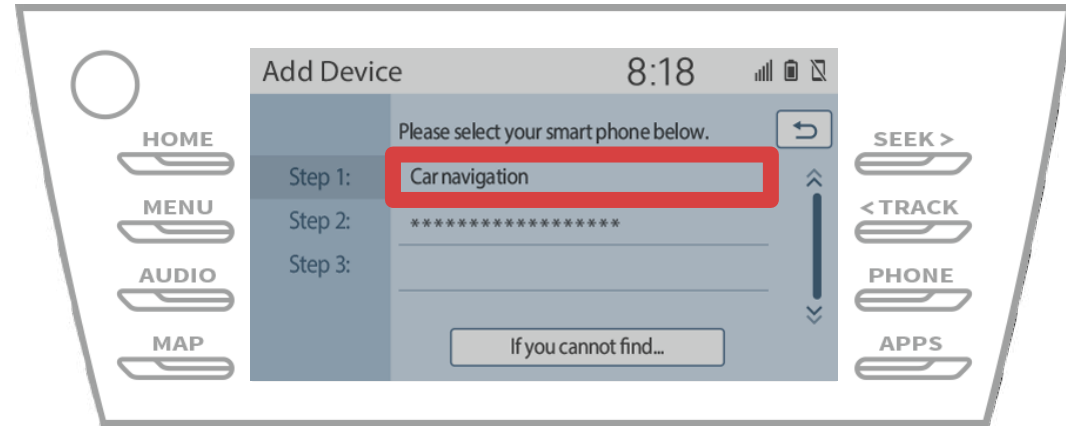 Add Device 8:18
HOME
MENU
AUDIO
MAP
Please select your smart phone below.
Step 1: Car navigation
Step 2: ******************
Step 3:
If you cannot find...
SEEK >
< TRACK
PHONE
APPS